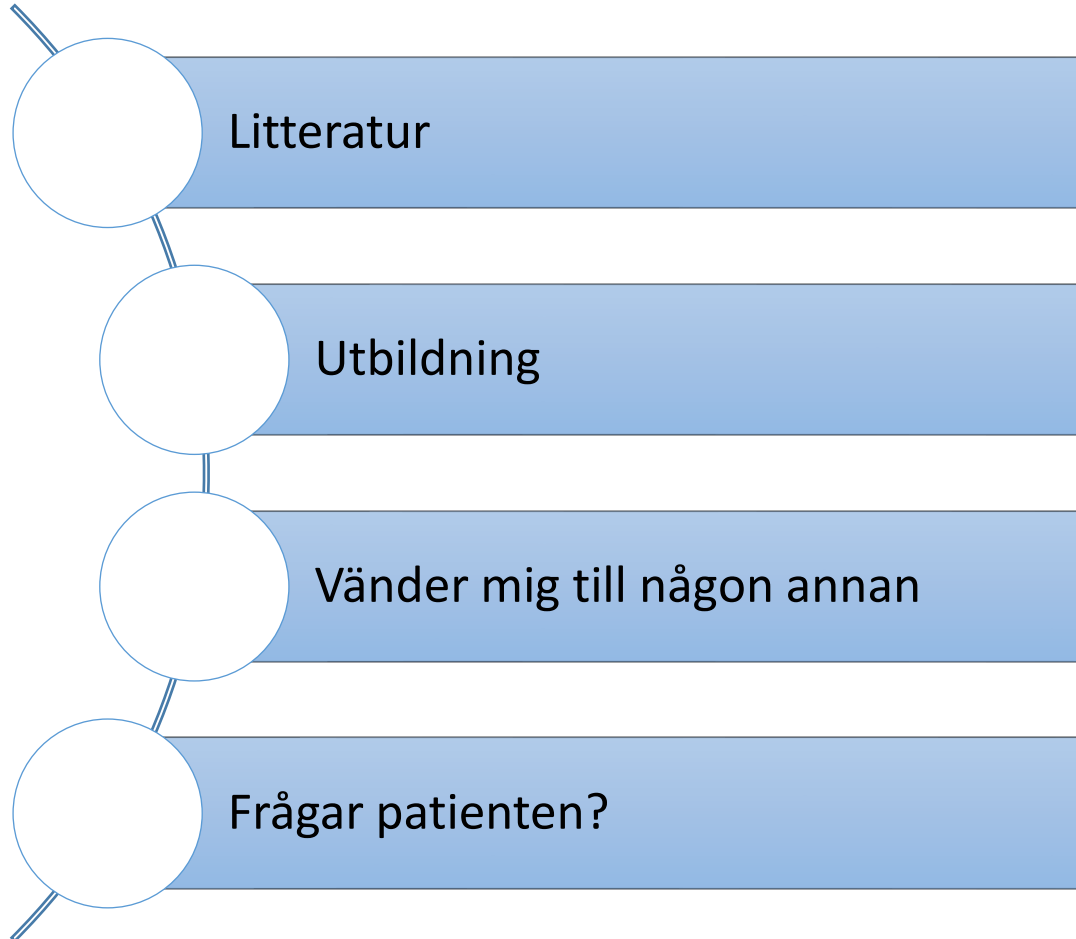 Litteratur
Utbildning
Vänder mig till någon annan
Frågar patienten?